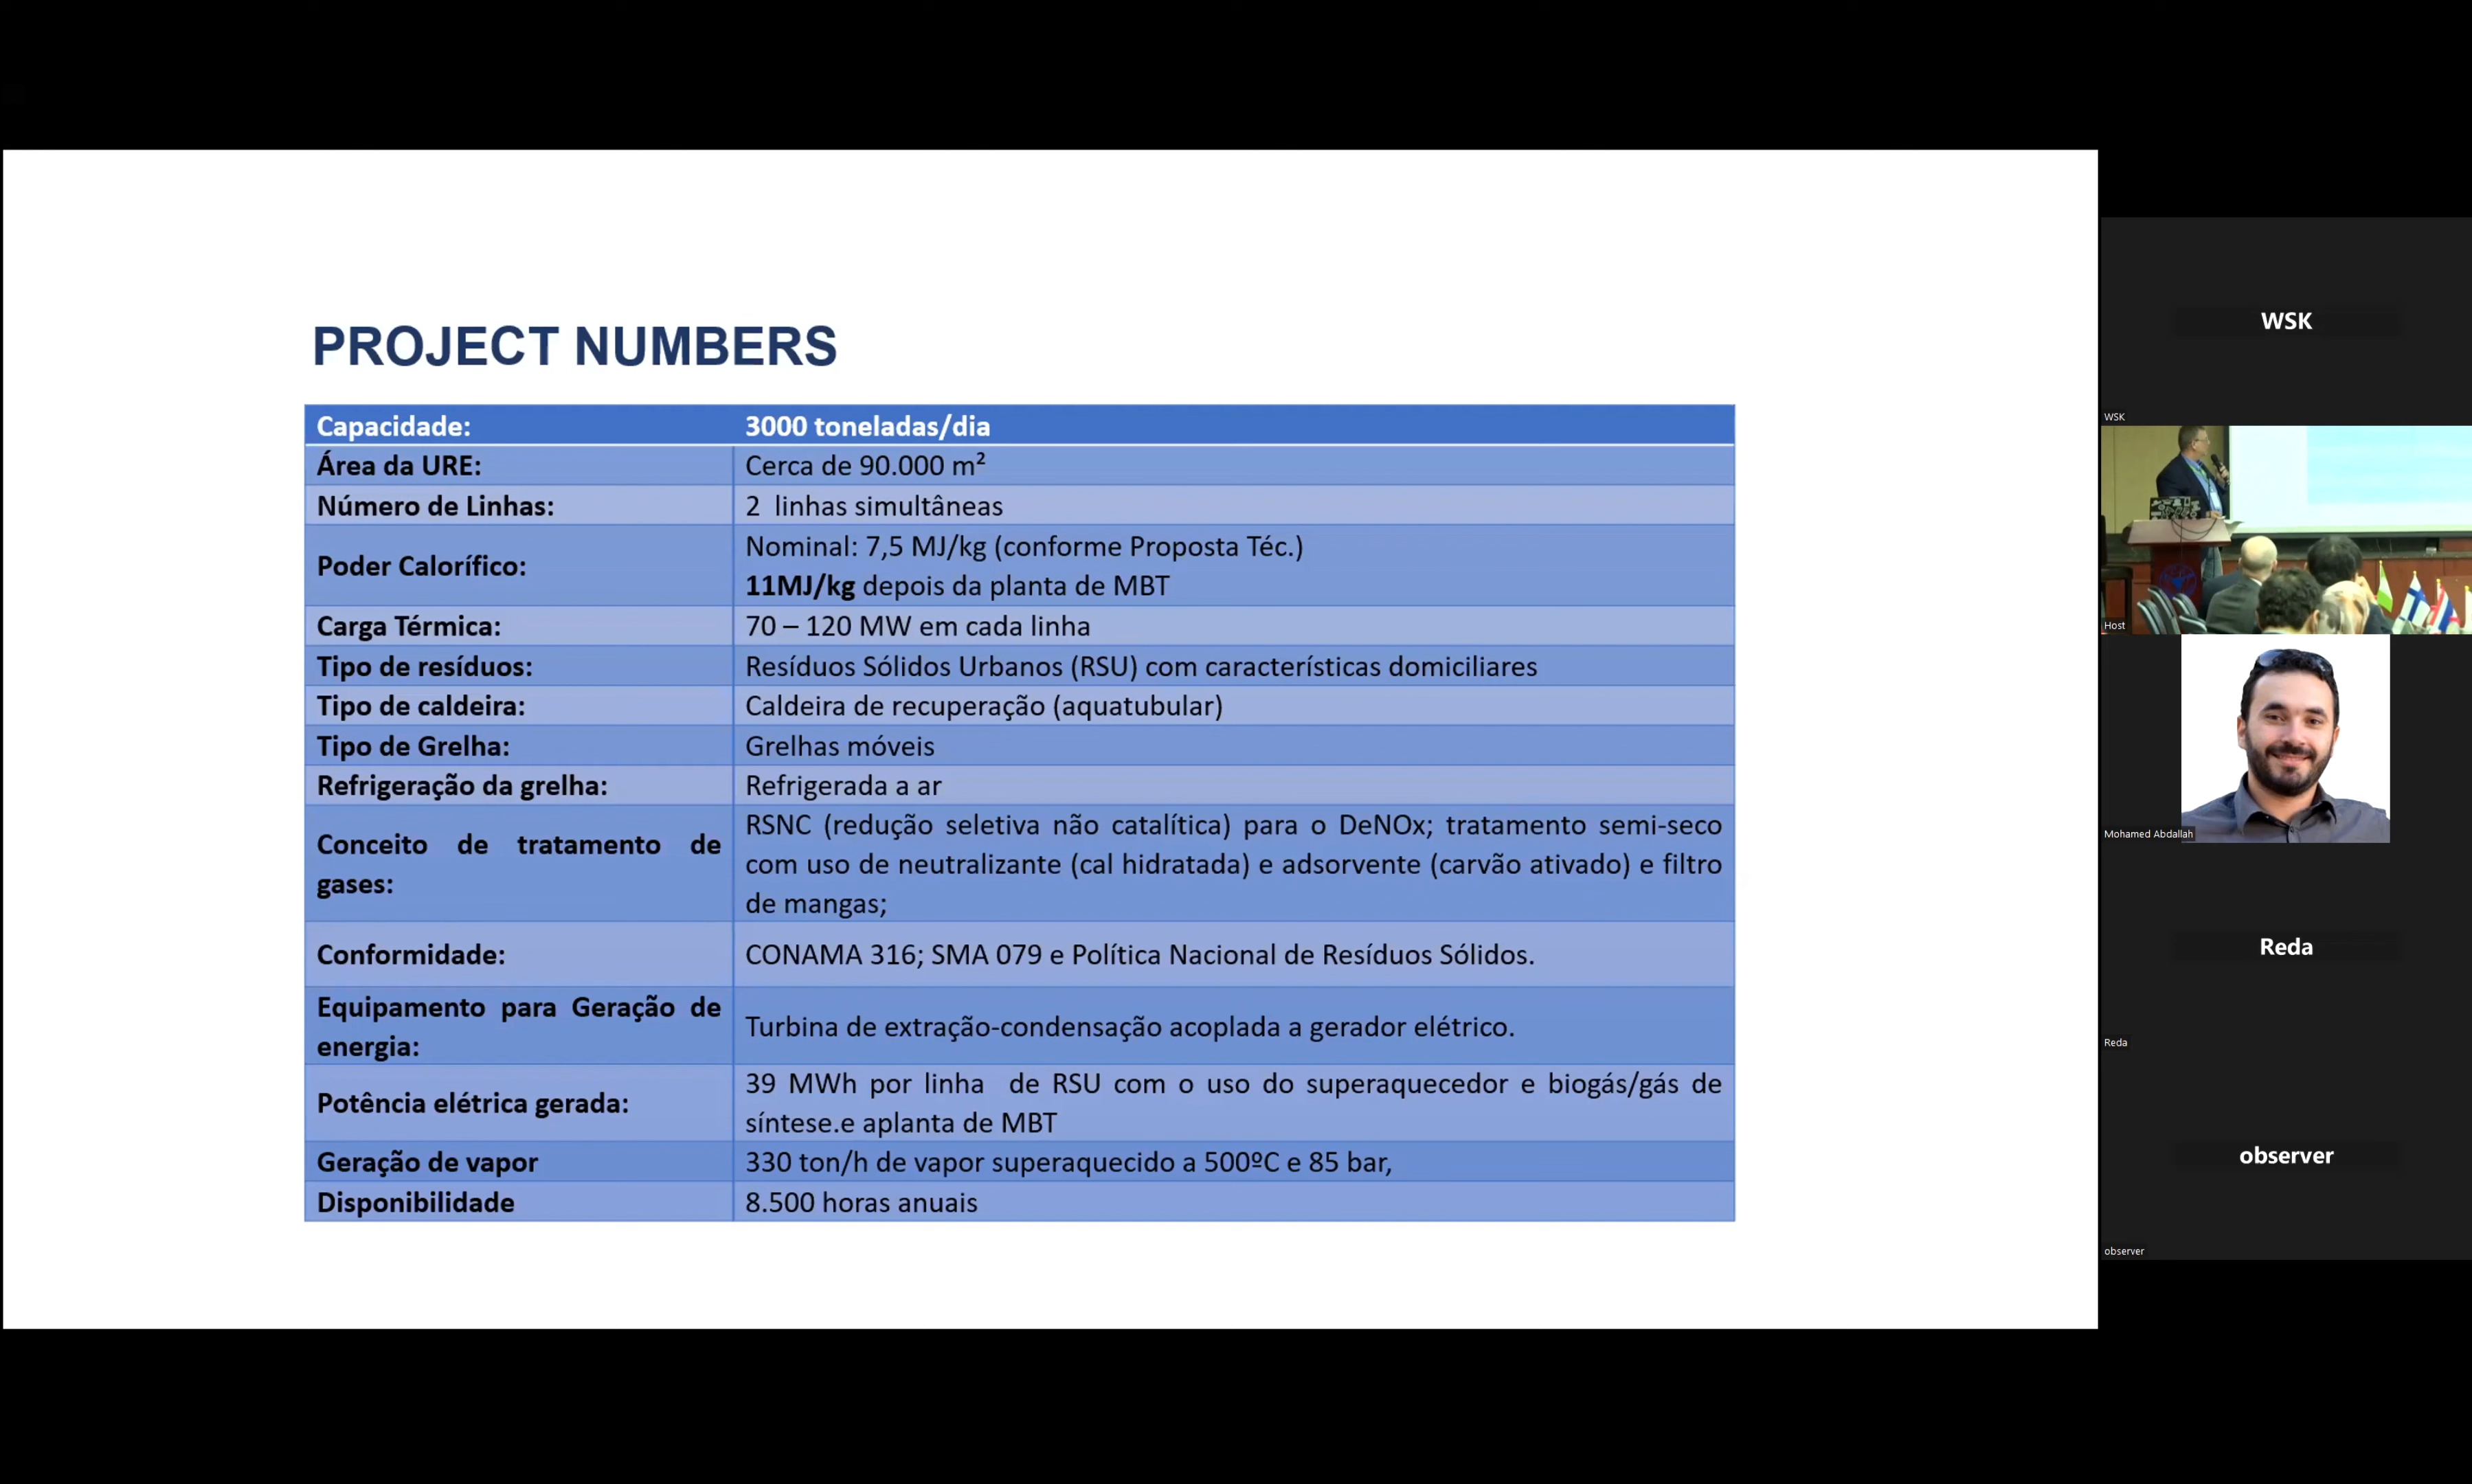 PROJECT NUMBERS
Capacidade: 3000 toneladas/dia
Área da URE: Cerca de 90.000 m²
Número de Linhas: 2 linhas simultâneas
Poder Calorífico: Nominal: 7,5 MJ/kg (conforme Proposta Téc.)
11MJ/kg depois da planta de MBT
Carga Térmica: 70 – 120 MW em cada linha
Tipo de resíduos: Resíduos Sólidos Urbanos (RSU) com características domiciliares
Tipo de caldeira: Caldeira de recuperação (aquatubular)
Tipo de Grelha: Grelhas móveis
Refrigeração da grelha: Refrigerada a ar
Conceito de tratamento de
gases:
RSNC (redução seletiva não catalítica) para o DeNOx; tratamento semi-seco
com uso de neutralizante (cal hidratada) e adsorvente (carvão ativado) e filtro
de mangas;
Conformidade: CONAMA 316; SMA 079 e Política Nacional de Resíduos Sólidos.
Equipamento para Geração de
energia:
Turbina de extração-condensação acoplada a gerador elétrico.
Potência elétrica gerada:
39 MWh por linha de RSU com o uso do superaquecedor e biogás/gás de
síntese.e aplanta de MBT
Geração de vapor 330 ton/h de vapor superaquecido a 500ºC e 85 bar,
Disponibilidade 8.500 horas anuais
WSK
WSK
Host
Mohamed Abdallah
Reda
Reda
observer
observer